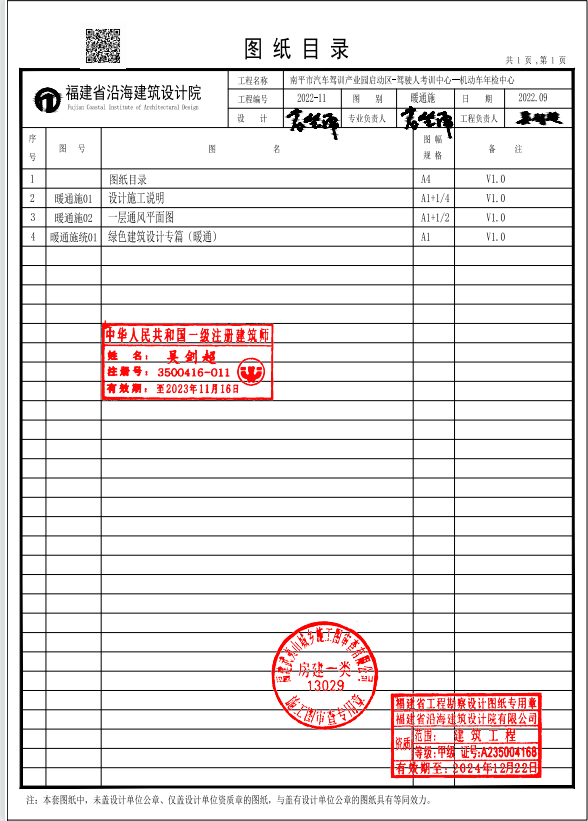 图纸目录
共 1 页 ,第 1 页
福建省沿海建筑设计院
Fujian Coastal Institute of Architectural Design
工程名称 南平市汽车驾训产业园启动区-驾驶人考训中心—机动车年检中心
工程编号 2022-11 图 别 暖通施 日 期 2022.09
设 计 专业负责人 工程负责人
序号 图 号 图 名 图幅规格 备 注
1 图纸目录 A4 V1.0
2 暖通施01 设计施工说明 A1+1/4 V1.0
3 暖通施02 一层通风平面图 A1+1/2 V1.0
4 暖通施统01 绿色建筑设计专篇（暖通） A1 V1.0
中华人民共和国一级注册建筑师
姓 名: 吴剑超
注册号: 3500416-011
有效期: 至2023年11月16日
房建一类
13029
施工图审查专用章
福建省工程勘察设计图纸专用章
福建省沿海建筑设计院有限公司
资质 范围: 建筑工程
等级:甲级 证号:A235004168
有效期至:2024年12月22日
注：本套图纸中，未盖设计单位公章、仅盖设计单位资质章的图纸，与盖有设计单位公章的图纸具有等同效力。